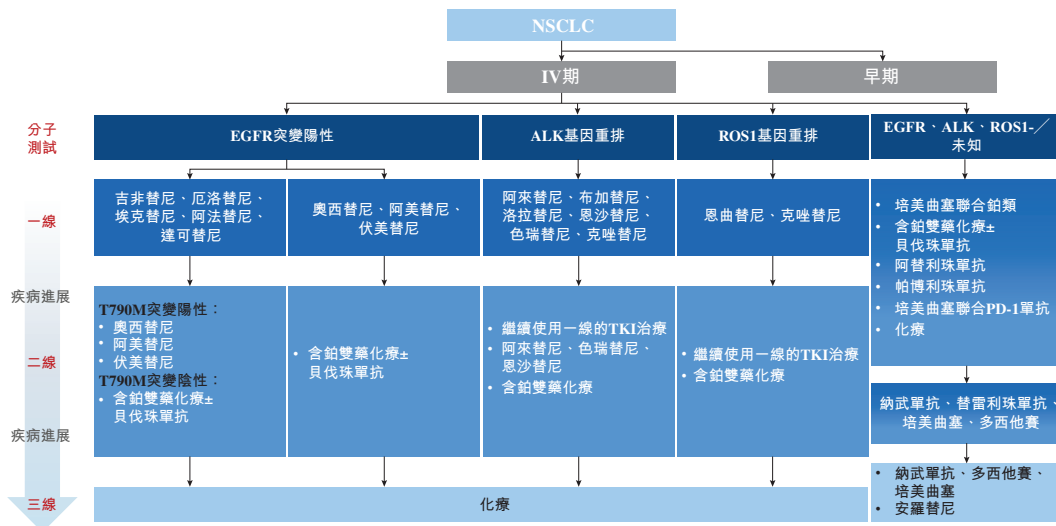 NSCLC
IV期
早期
分子
測試
EGFR突變陽性
ALK基因重排
ROS1基因重排
EGFR、ALK、ROS1-／
未知
一線
吉非替尼、厄洛替尼、
埃克替尼、阿法替尼、
達可替尼
奧西替尼、阿美替尼、
伏美替尼
阿來替尼、布加替尼、
洛拉替尼、恩沙替尼、
色瑞替尼、克唑替尼
恩曲替尼、克唑替尼
• 培美曲塞聯合鉑類
• 含鉑雙藥化療±
貝伐珠單抗
• 阿替利珠單抗
• 帕博利珠單抗
• 培美曲塞聯合PD-1單抗
• 化療
疾病進展
二線
T790M突變陽性：
• 奧西替尼
• 阿美替尼
• 伏美替尼
T790M突變陰性：
• 含鉑雙藥化療±
貝伐珠單抗
• 含鉑雙藥化療±
貝伐珠單抗
• 繼續使用一線的TKI治療
• 阿來替尼、色瑞替尼、
恩沙替尼
• 含鉑雙藥化療
• 繼續使用一線的TKI治療
• 含鉑雙藥化療
納武單抗、替雷利珠單抗、
培美曲塞、多西他賽
疾病進展
三線
化療
• 納武單抗、多西他賽、
培美曲塞
• 安羅替尼